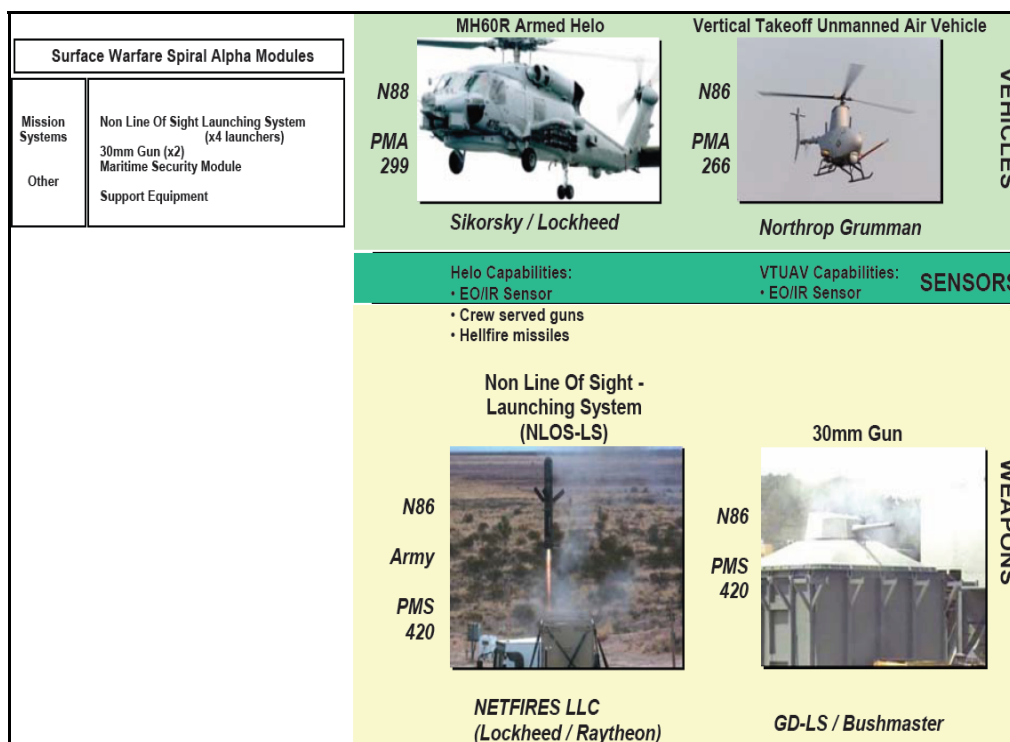 Surface Warfare Spiral Alpha Modules
Mission
Systems
Other
Non Line Of Sight Launching System
(x4 launchers)
30mm Gun (x2)
Maritime Security Module
Support Equipment
MH60R Armed Helo
N88
PMA
299
Sikorsky / Lockheed
Vertical Takeoff Unmanned Air Vehicle
N86
PMA
266
Northrop Grumman
VEHICLES
Helo Capabilities:
• EO/IR Sensor
• Crew served guns
• Hellfire missiles
VTUAV Capabilities:
• EO/IR Sensor
SENSORS
Non Line Of Sight -
Launching System
(NLOS-LS)
N86
Army
PMS
420
NETFIRES LLC
(Lockheed / Raytheon)
30mm Gun
N86
PMS
420
GD-LS / Bushmaster
WEAPONS